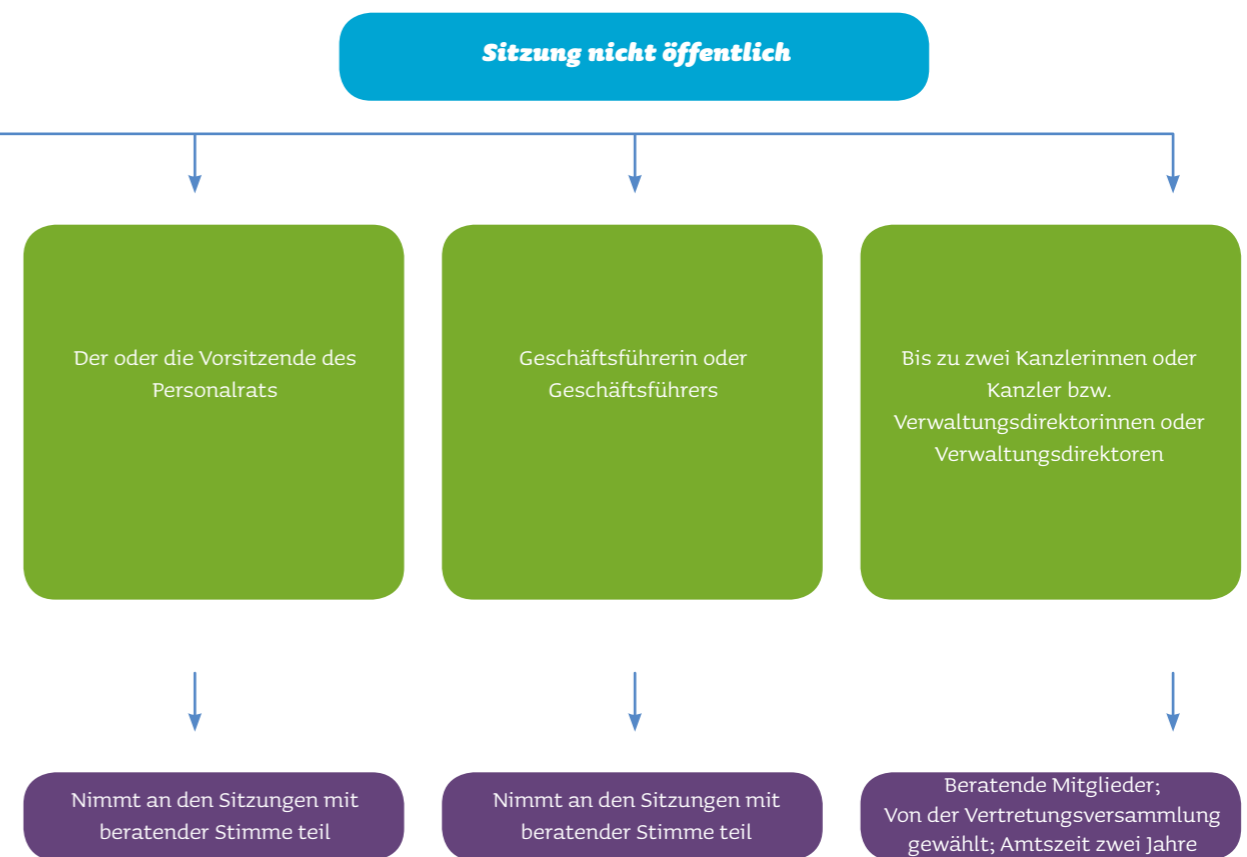 Sitzung nicht öffentlich
Der oder die Vorsitzende des
Personalrats
Geschäftsführerin oder
Geschäftsführers
Bis zu zwei Kanzlerinnen oder
Kanzler bzw.
Verwaltungsdirektorinnen oder
Verwaltungsdirektoren
Nimmt an den Sitzungen mit
beratender Stimme teil
Nimmt an den Sitzungen mit
beratender Stimme teil
Beratende Mitglieder;
Von der Vertretungsversammlung
gewählt; Amtszeit zwei Jahre